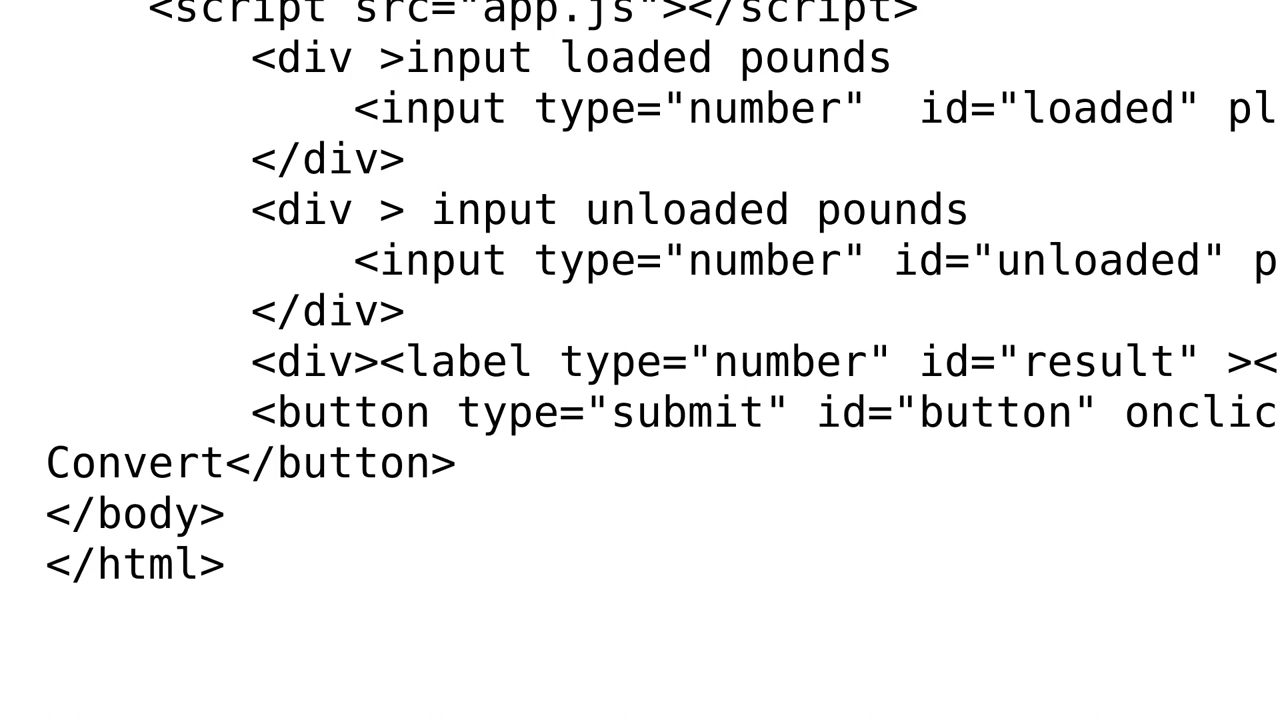 <script src="app.js"></script>
<div >input loaded pounds
<input type="number"  id="loaded" pl
</div>
<div > input unloaded pounds
<input type="number" id="unloaded" p
</div>
<div><label type="number" id="result" ><
<button type="submit" id="button" onclic
Convert</button>
</body>
</html>